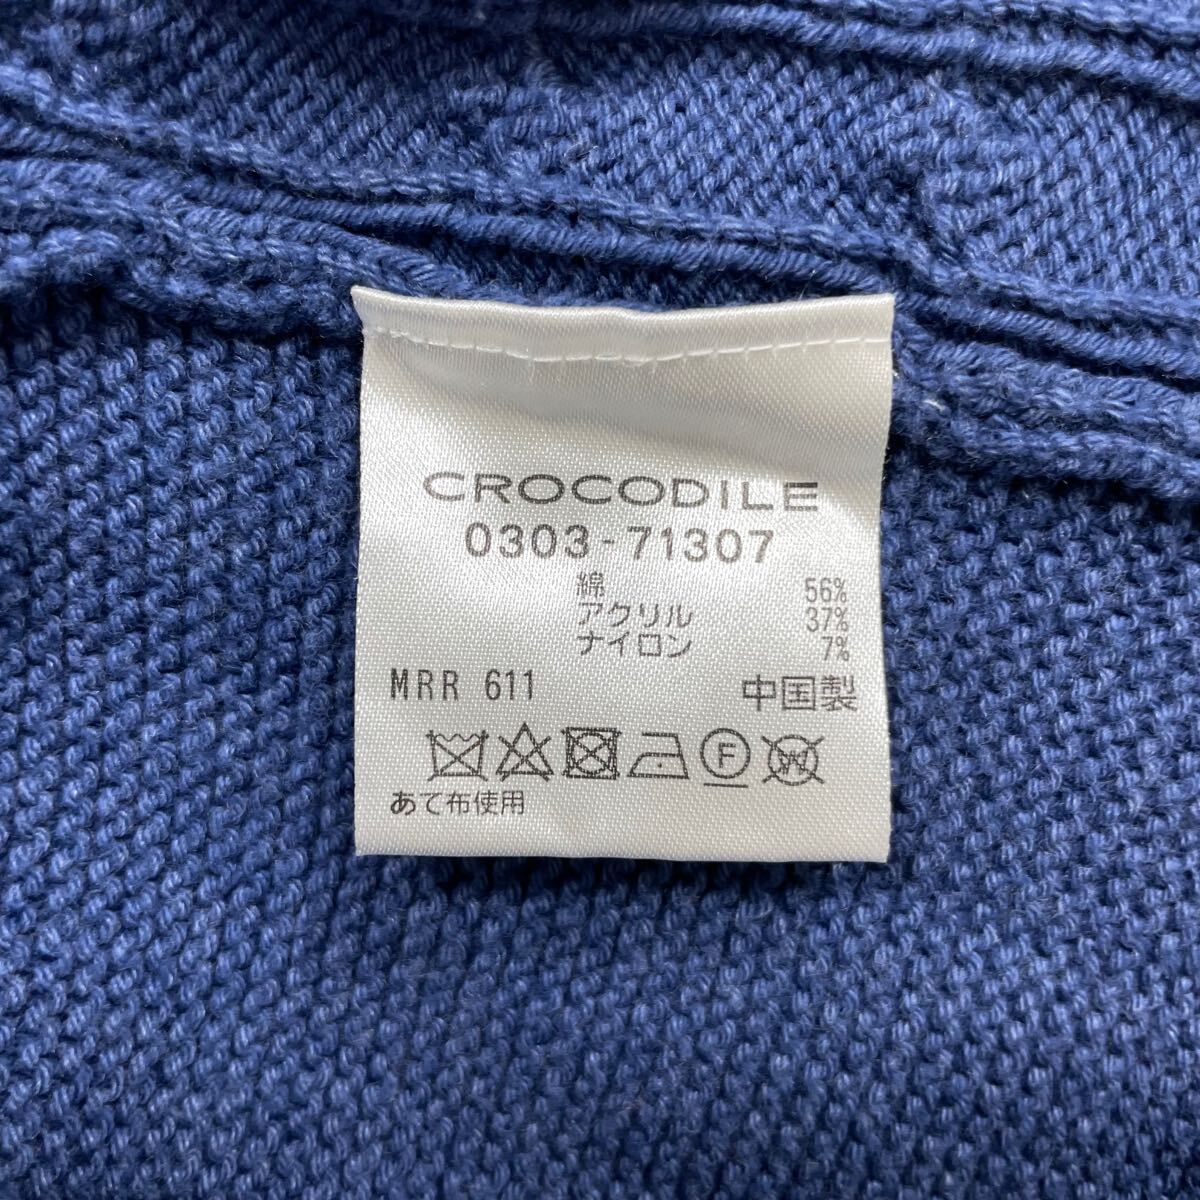 CROCODILE
0303-71307
綿 56%
アクリル 37%
ナイロン 7%
MRR 611 中国製
F W
あて布使用